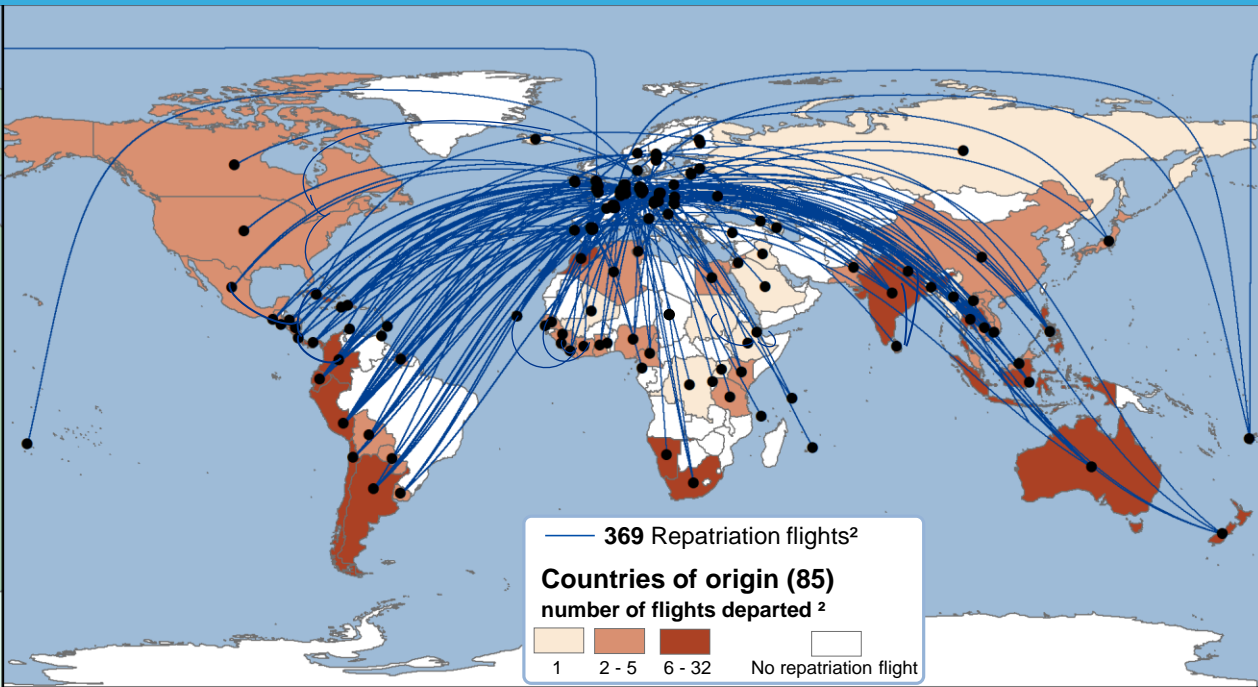 369 Repatriation flights²
Countries of origin (85)
number of flights departed ²
1
2 - 5
6 - 32
No repatriation flight